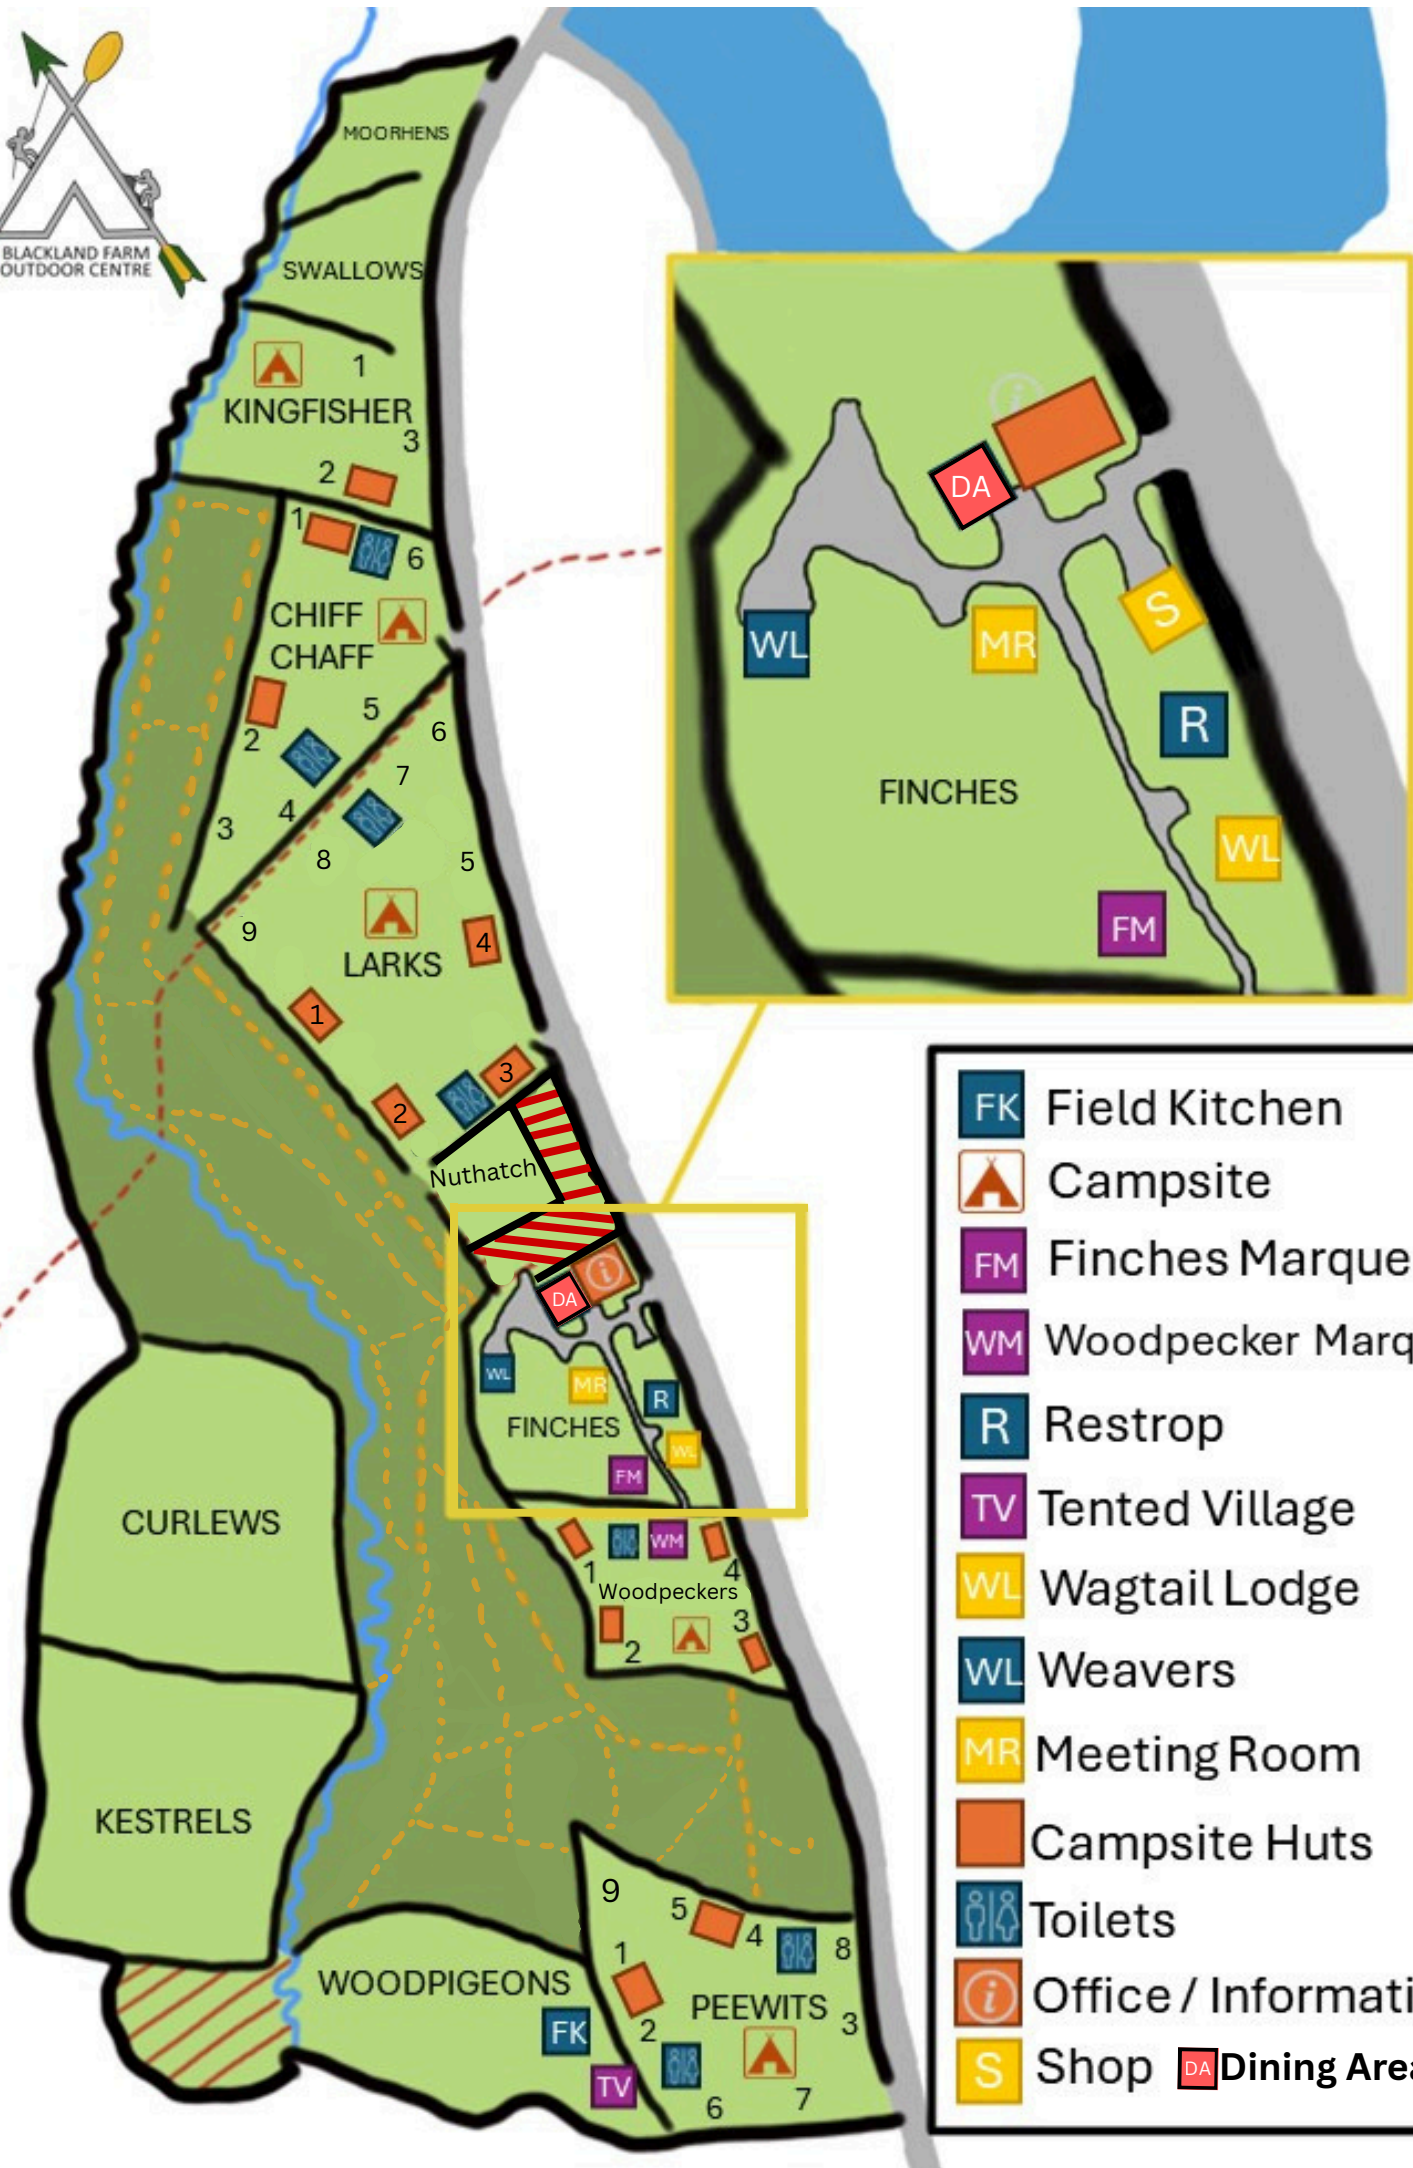 BLACKLAND FARM
OUTDOOR CENTRE
MOORHENS
SWALLOWS
1
KINGFISHER
3
2
1
6
CHIFF
CHAFF
5
2
4
3
6
7
8
5
9
LARKS
4
1
3
2
Nuthatch
DA
WL
MR
R
FINCHES
WL
FM
WM
1
4
Woodpeckers
3
2
CURLEWS
KESTRELS
9
5
4
8
1
WOODPIGEONS
PEEWITS
2
3
FK
TV
6
7
DA
S
WL
MR
R
FINCHES
WL
FM
FK Field Kitchen
Campsite
FM Finches Marque
WM Woodpecker Marq
R Restrop
TV Tented Village
WL Wagtail Lodge
WL Weavers
MR Meeting Room
Campsite Huts
Toilets
i Office / Informati
S Shop DA Dining Area